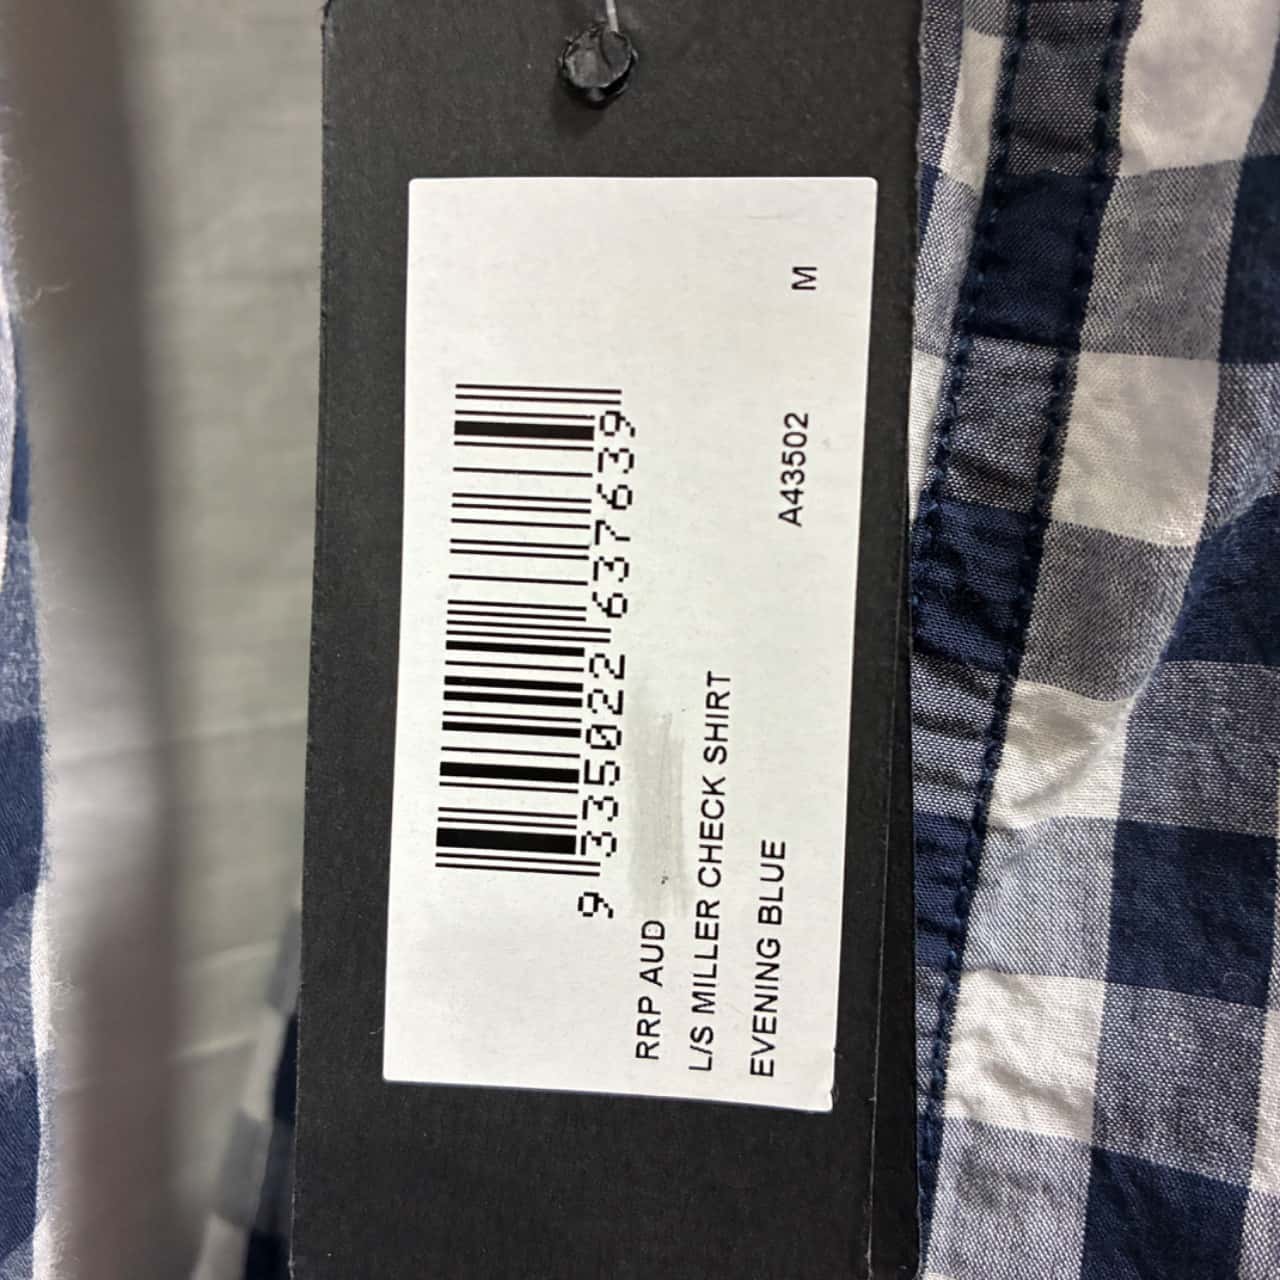 9 335022 637639
RRP AUD
L/S MILLER CHECK SHIRT
EVENING BLUE A43502 M